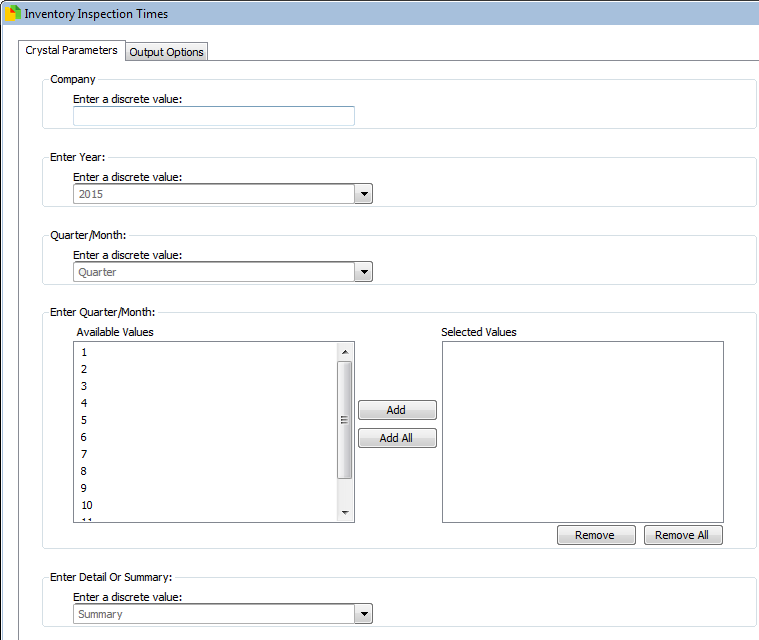 Inventory Inspection Times
Crystal Parameters Output Options
Company
Enter a discrete value:
Enter Year:
Enter a discrete value:
2015
Quarter/Month:
Enter a discrete value:
Quarter
Enter Quarter/Month:
Available Values Selected Values
1
2
3
4
5
6
7
8
9
10
11
Add
Add All
Remove Remove All
Enter Detail Or Summary:
Enter a discrete value:
Summary